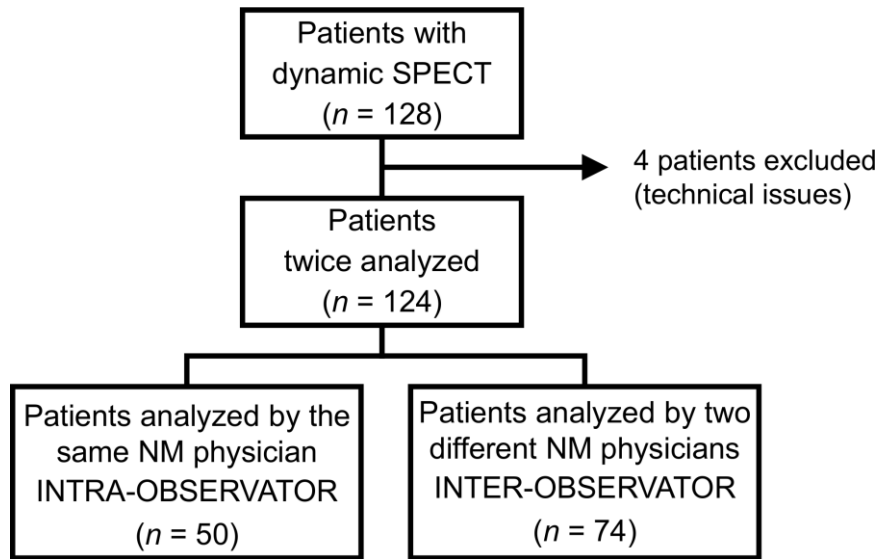 Patients with
dynamic SPECT
(n = 128)
4 patients excluded
(technical issues)
Patients
twice analyzed
(n = 124)
Patients analyzed by the
same NM physician
INTRA-OBSERVATOR
(n = 50)
Patients analyzed by two
different NM physicians
INTER-OBSERVATOR
(n = 74)